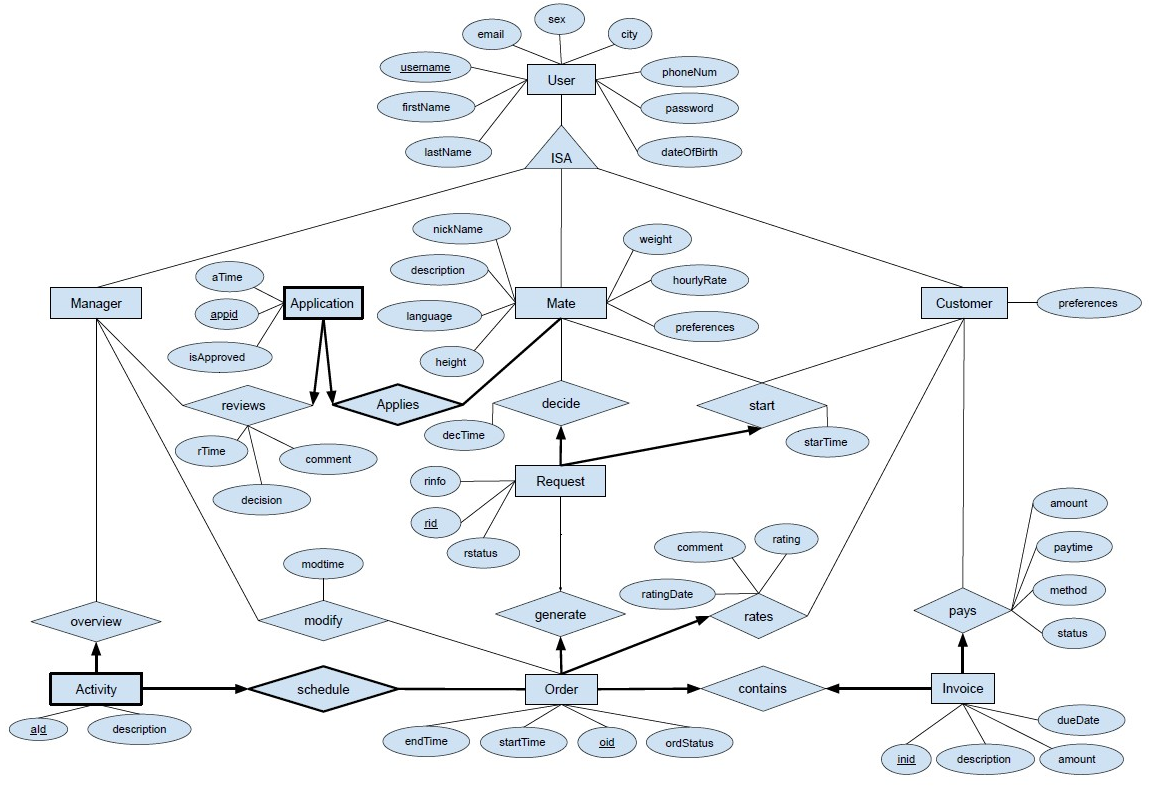 sex
email
city
username
User
phoneNum
firstName
password
lastName
dateOfBirth
ISA
nickName
weight
aTime
description
hourlyRate
Manager
Application
Mate
Customer
preferences
appid
language
preferences
isApproved
height
reviews
Applies
decide
start
decTime
starTime
rTime
comment
rinfo
Request
decision
rid
amount
rstatus
comment
rating
paytime
modtime
ratingDate
method
overview
modify
generate
rates
pays
status
Activity
schedule
Order
contains
Invoice
aId
description
endTime
startTime
oid
ordStatus
dueDate
inid
description
amount